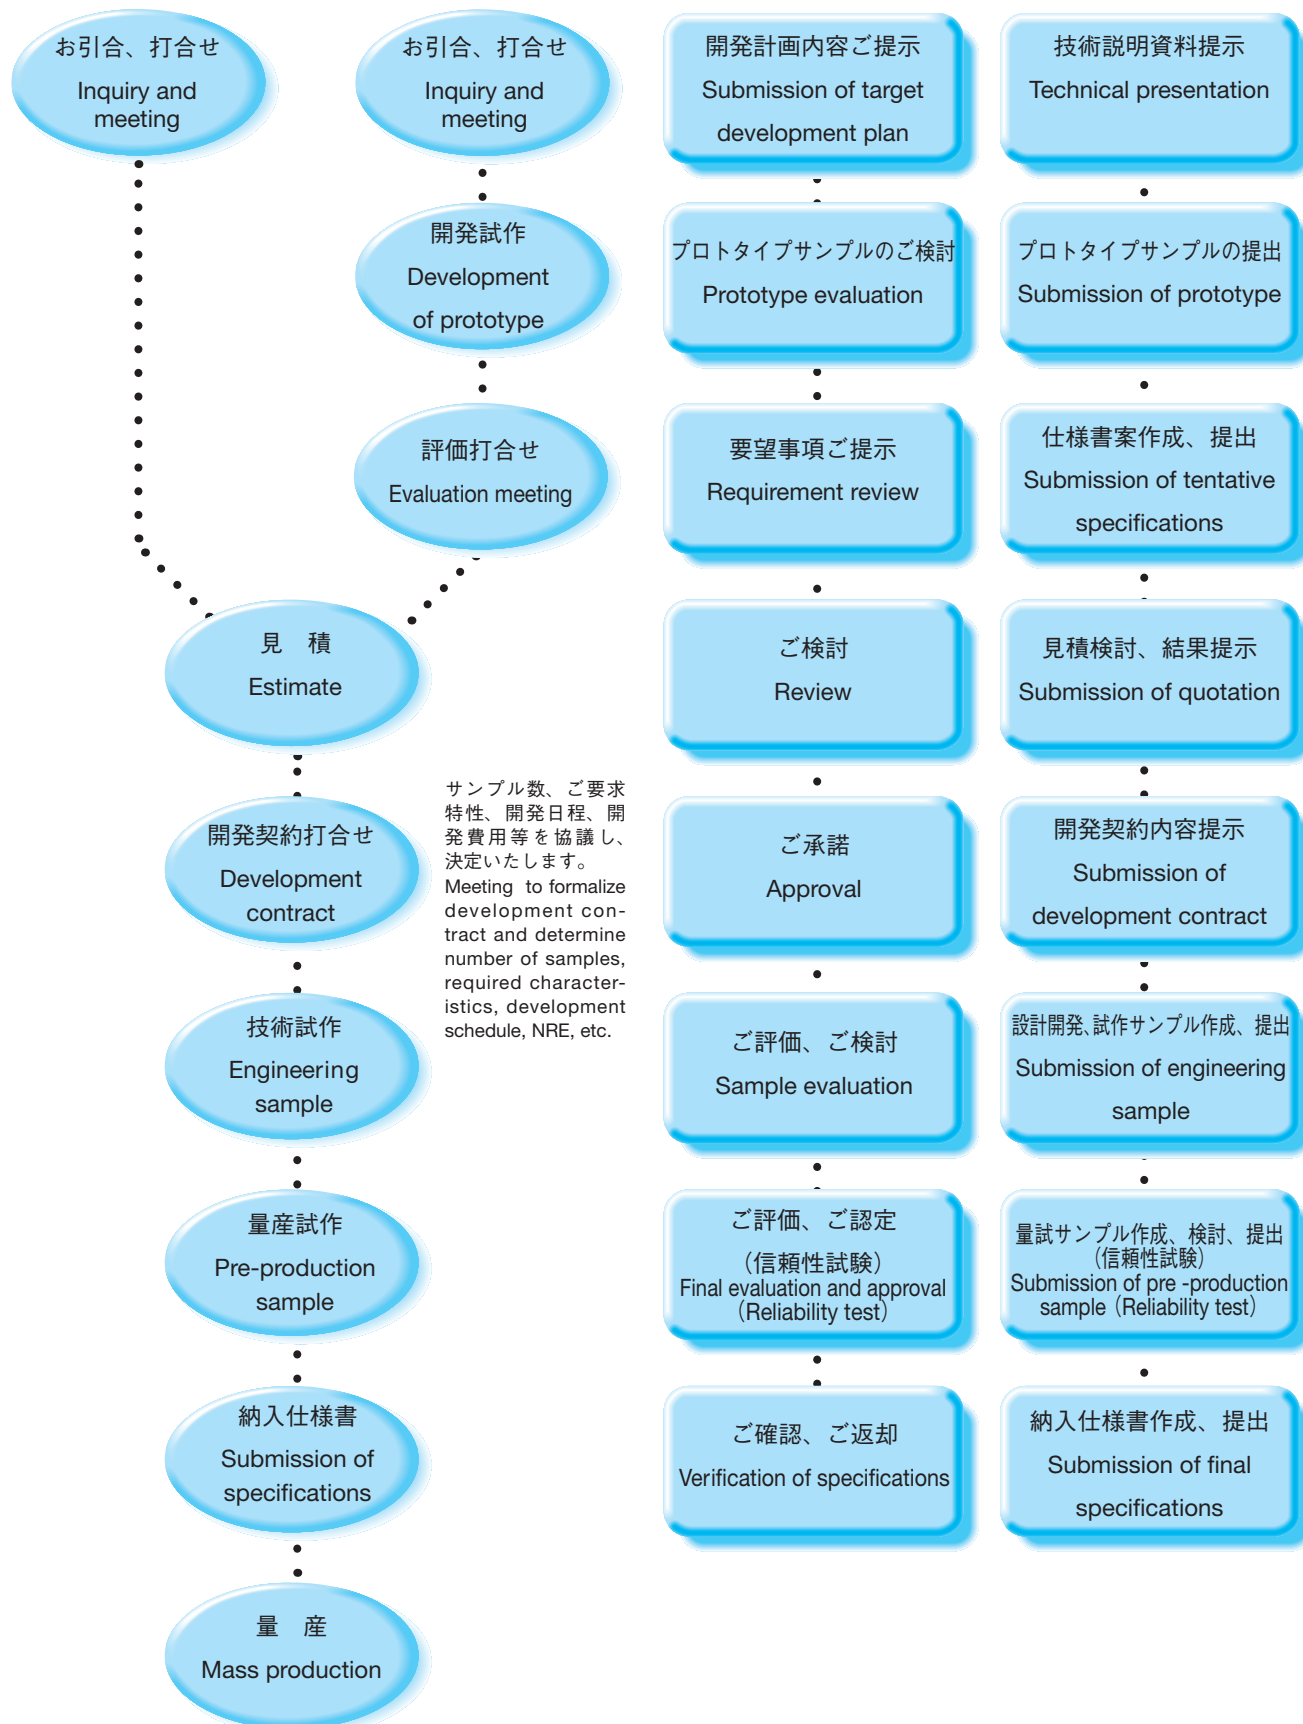 お引合、打合せ
Inquiry and
meeting
お引合、打合せ
Inquiry and
meeting
開発試作
Development
of prototype
評価打合せ
Evaluation meeting
見　積
Estimate
開発契約打合せ
Development
contract
サンプル数、ご要求
特性、開発日程、開
発費用等を協議し、
決定いたします。
Meeting to formalize
development con-
tract and determine
number of samples,
required character-
istics, development
schedule, NRE, etc.
技術試作
Engineering
sample
量産試作
Pre-production
sample
納入仕様書
Submission of
specifications
量　産
Mass production
開発計画内容ご提示
Submission of target
development plan
プロトタイプサンプルのご検討
Prototype evaluation
要望事項ご提示
Requirement review
ご検討
Review
ご承諾
Approval
ご評価、ご検討
Sample evaluation
ご評価、ご認定
（信頼性試験）
Final evaluation and approval
（Reliability test）
ご確認、ご返却
Verification of specifications
技術説明資料提示
Technical presentation
プロトタイプサンプルの提出
Submission of prototype
仕様書案作成、提出
Submission of tentative
specifications
見積検討、結果提示
Submission of quotation
開発契約内容提示
Submission of
development contract
設計開発、試作サンプル作成、提出
Submission of engineering
sample
量試サンプル作成、検討、提出
（信頼性試験）
Submission of pre -production
sample（Reliability test）
納入仕様書作成、提出
Submission of final
specifications